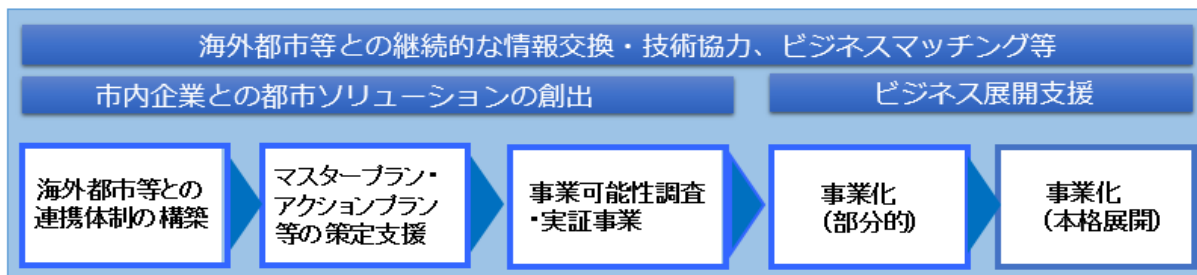 海外都市等との継続的な情報交換・技術協力、ビジネスマッチング等
市内企業との都市ソリューションの創出
ビジネス展開支援
海外都市等との
連携体制の構築
マスタープラン・
アクションプラン
等の策定支援
事業可能性調査
・実証事業
事業化
(部分的)
事業化
(本格展開)